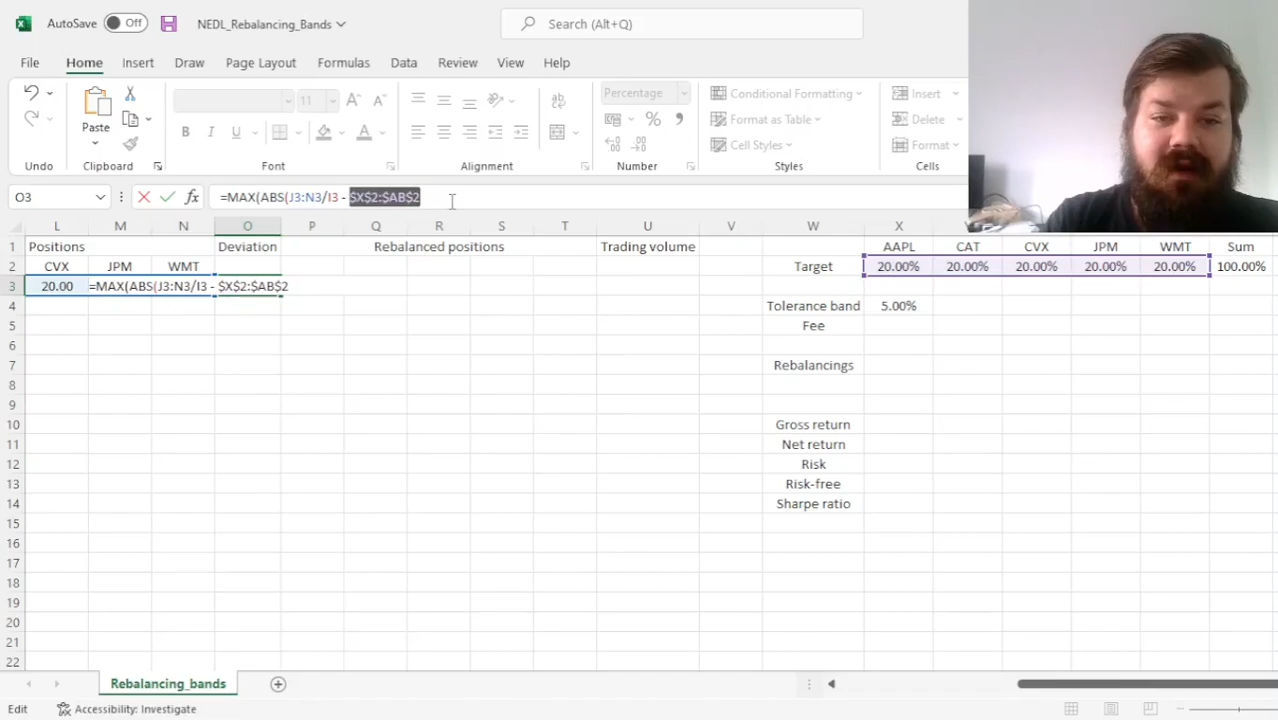 AutoSave Off NEDL_Rebalancing_Bands Search (Alt+Q)
File Home Insert Draw Page Layout Formulas Data Review View Help
11 Percentage Conditional Formatting Insert
Paste B I U Format as Table Delete
Cell Styles Format
Undo Clipboard Font Alignment Number Styles Cells
O3 fx =MAX(ABS(J3:N3/I3 - $X$2:$AB$2
L M N O P Q R S T U V W X
1 Positions Deviation Rebalanced positions Trading volume AAPL CAT CVX JPM WMT Sum
2 CVX JPM WMT Target 20.00% 20.00% 20.00% 20.00% 20.00% 100.00%
3 20.00 =MAX(ABS(J3:N3/I3 - $X$2:$AB$2
4 Tolerance band 5.00%
5 Fee
6
7 Rebalancings
8
9
10 Gross return
11 Net return
12 Risk
13 Risk-free
14 Sharpe ratio
15
16
17
18
19
20
21
22
Rebalancing_bands
Edit Accessibility: Investigate